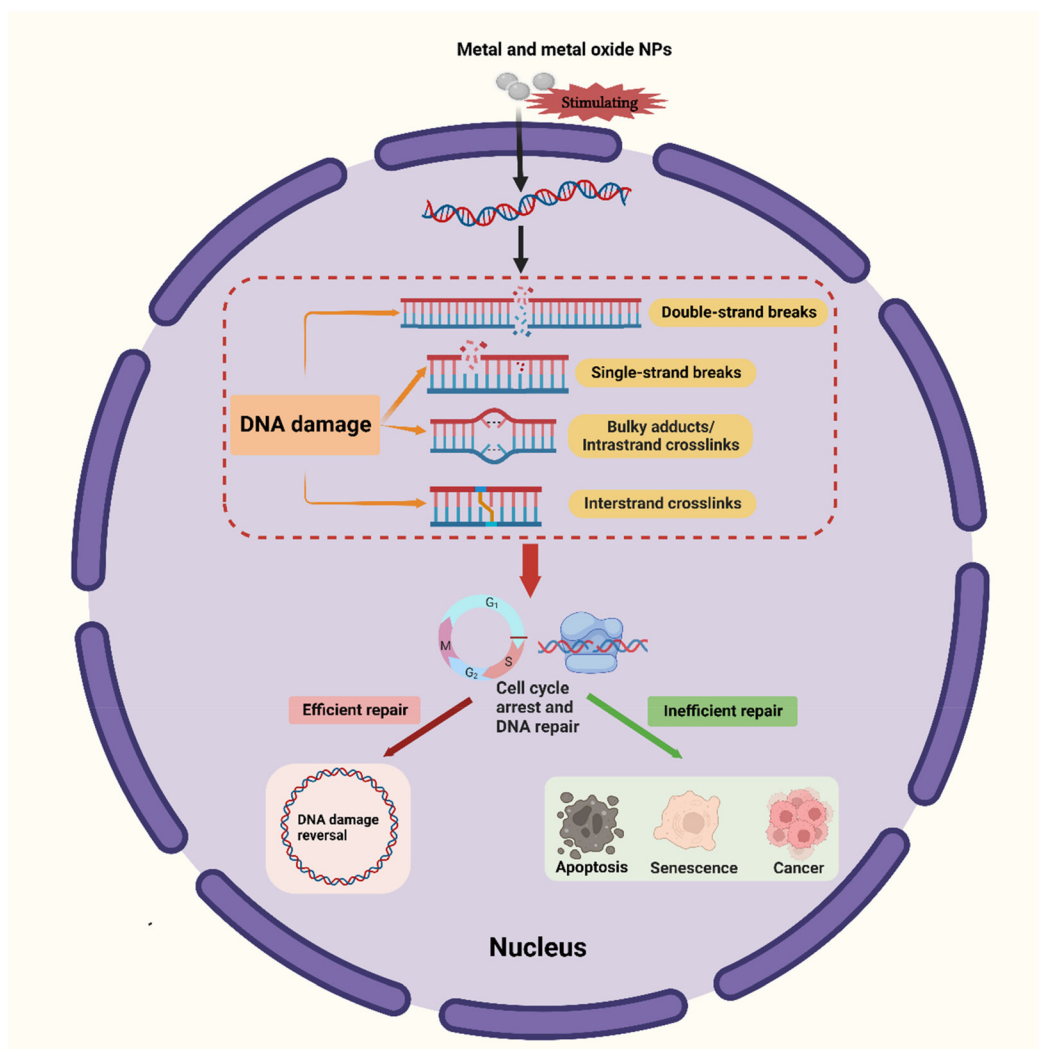 Metal and metal oxide NPs
Stimulating
Double-strand breaks
Single-strand breaks
DNA damage
Bulky adducts/
Intrastrand crosslinks
Interstrand crosslinks
G₁
M
S
G₂
Cell cycle
arrest and
DNA repair
Efficient repair
Inefficient repair
DNA damage
reversal
Apoptosis
Senescence
Cancer
Nucleus